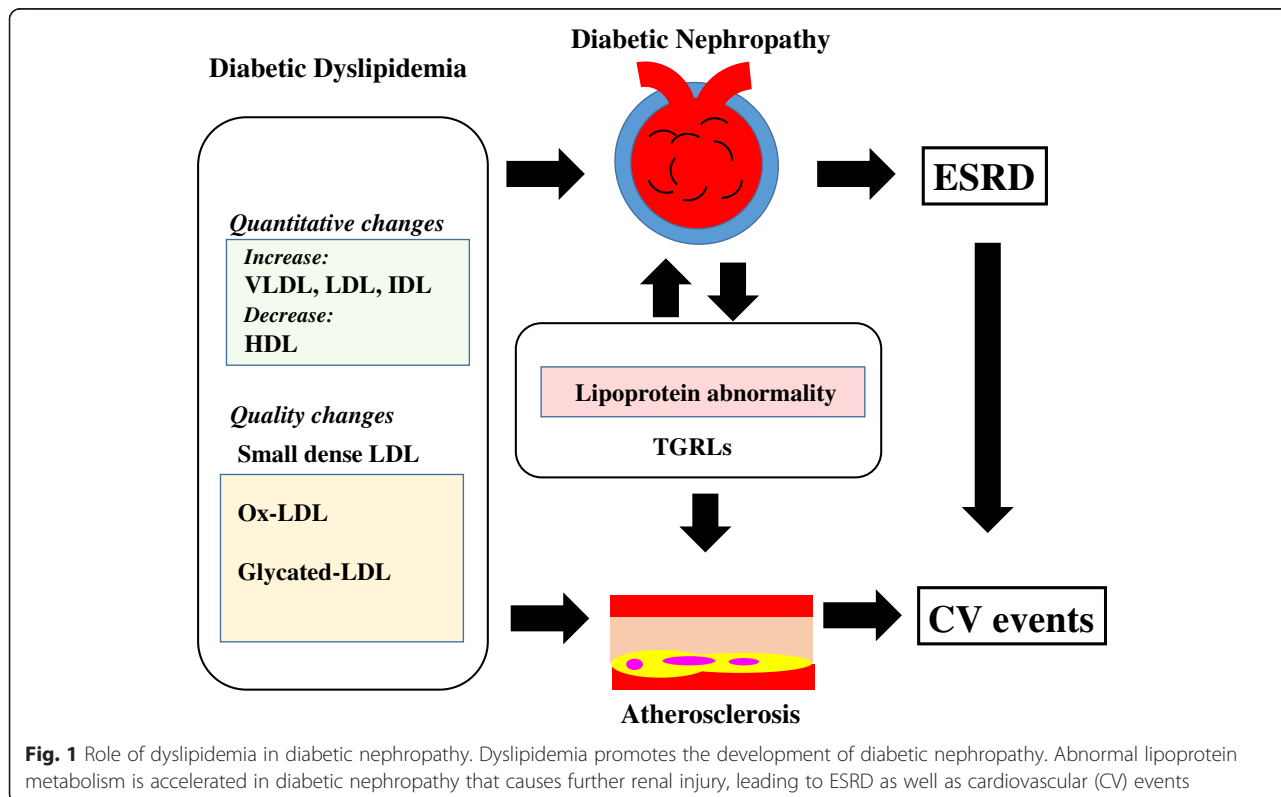 Diabetic Nephropathy
Diabetic Dyslipidemia
Quantitative changes
Increase:
VLDL, LDL, IDL
Decrease:
HDL
Quality changes
Small dense LDL
Ox-LDL
Glycated-LDL
Lipoprotein abnormality
TGRLs
ESRD
CV events
Atherosclerosis
Fig. 1 Role of dyslipidemia in diabetic nephropathy. Dyslipidemia promotes the development of diabetic nephropathy. Abnormal lipoprotein
metabolism is accelerated in diabetic nephropathy that causes further renal injury, leading to ESRD as well as cardiovascular (CV) events